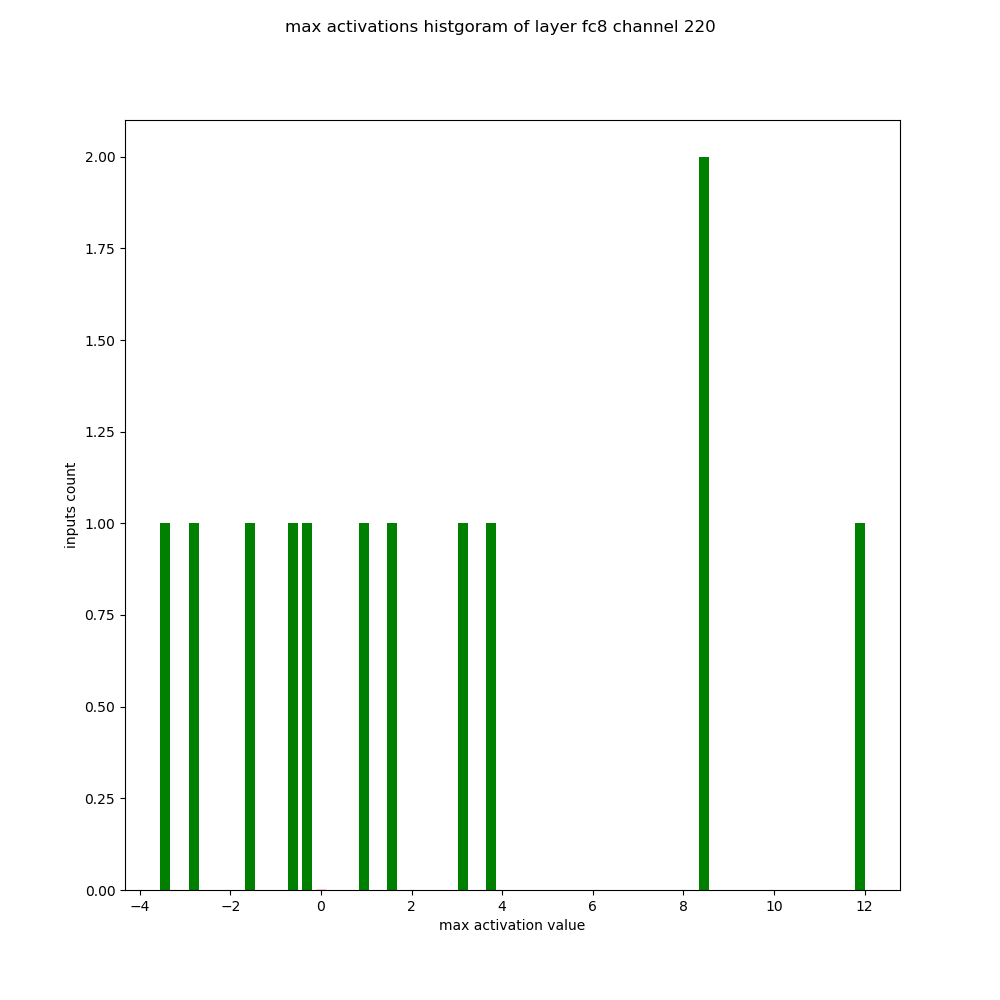 max activations histgoram of layer fc8 channel 220
2.00
1.75
1.50
1.25
1.00
0.75
0.50
0.25
0.00
inputs count
−4 −2 0 2 4 6 8 10 12
max activation value